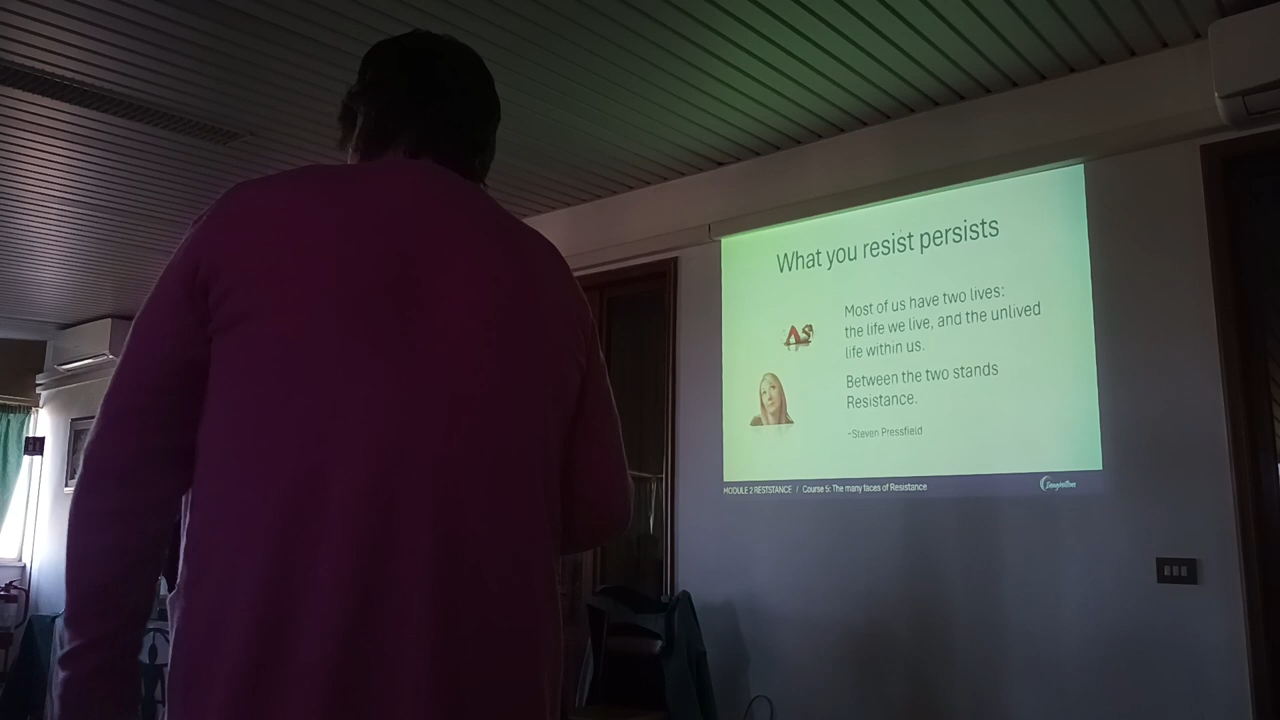 What you resist persists
Most of us have two lives:
the life we live, and the unlived
life within us.
Between the two stands
Resistance.
~Steven Pressfield
MODULE 2 RESTSTANCE / Course 5: The many faces of Resistance